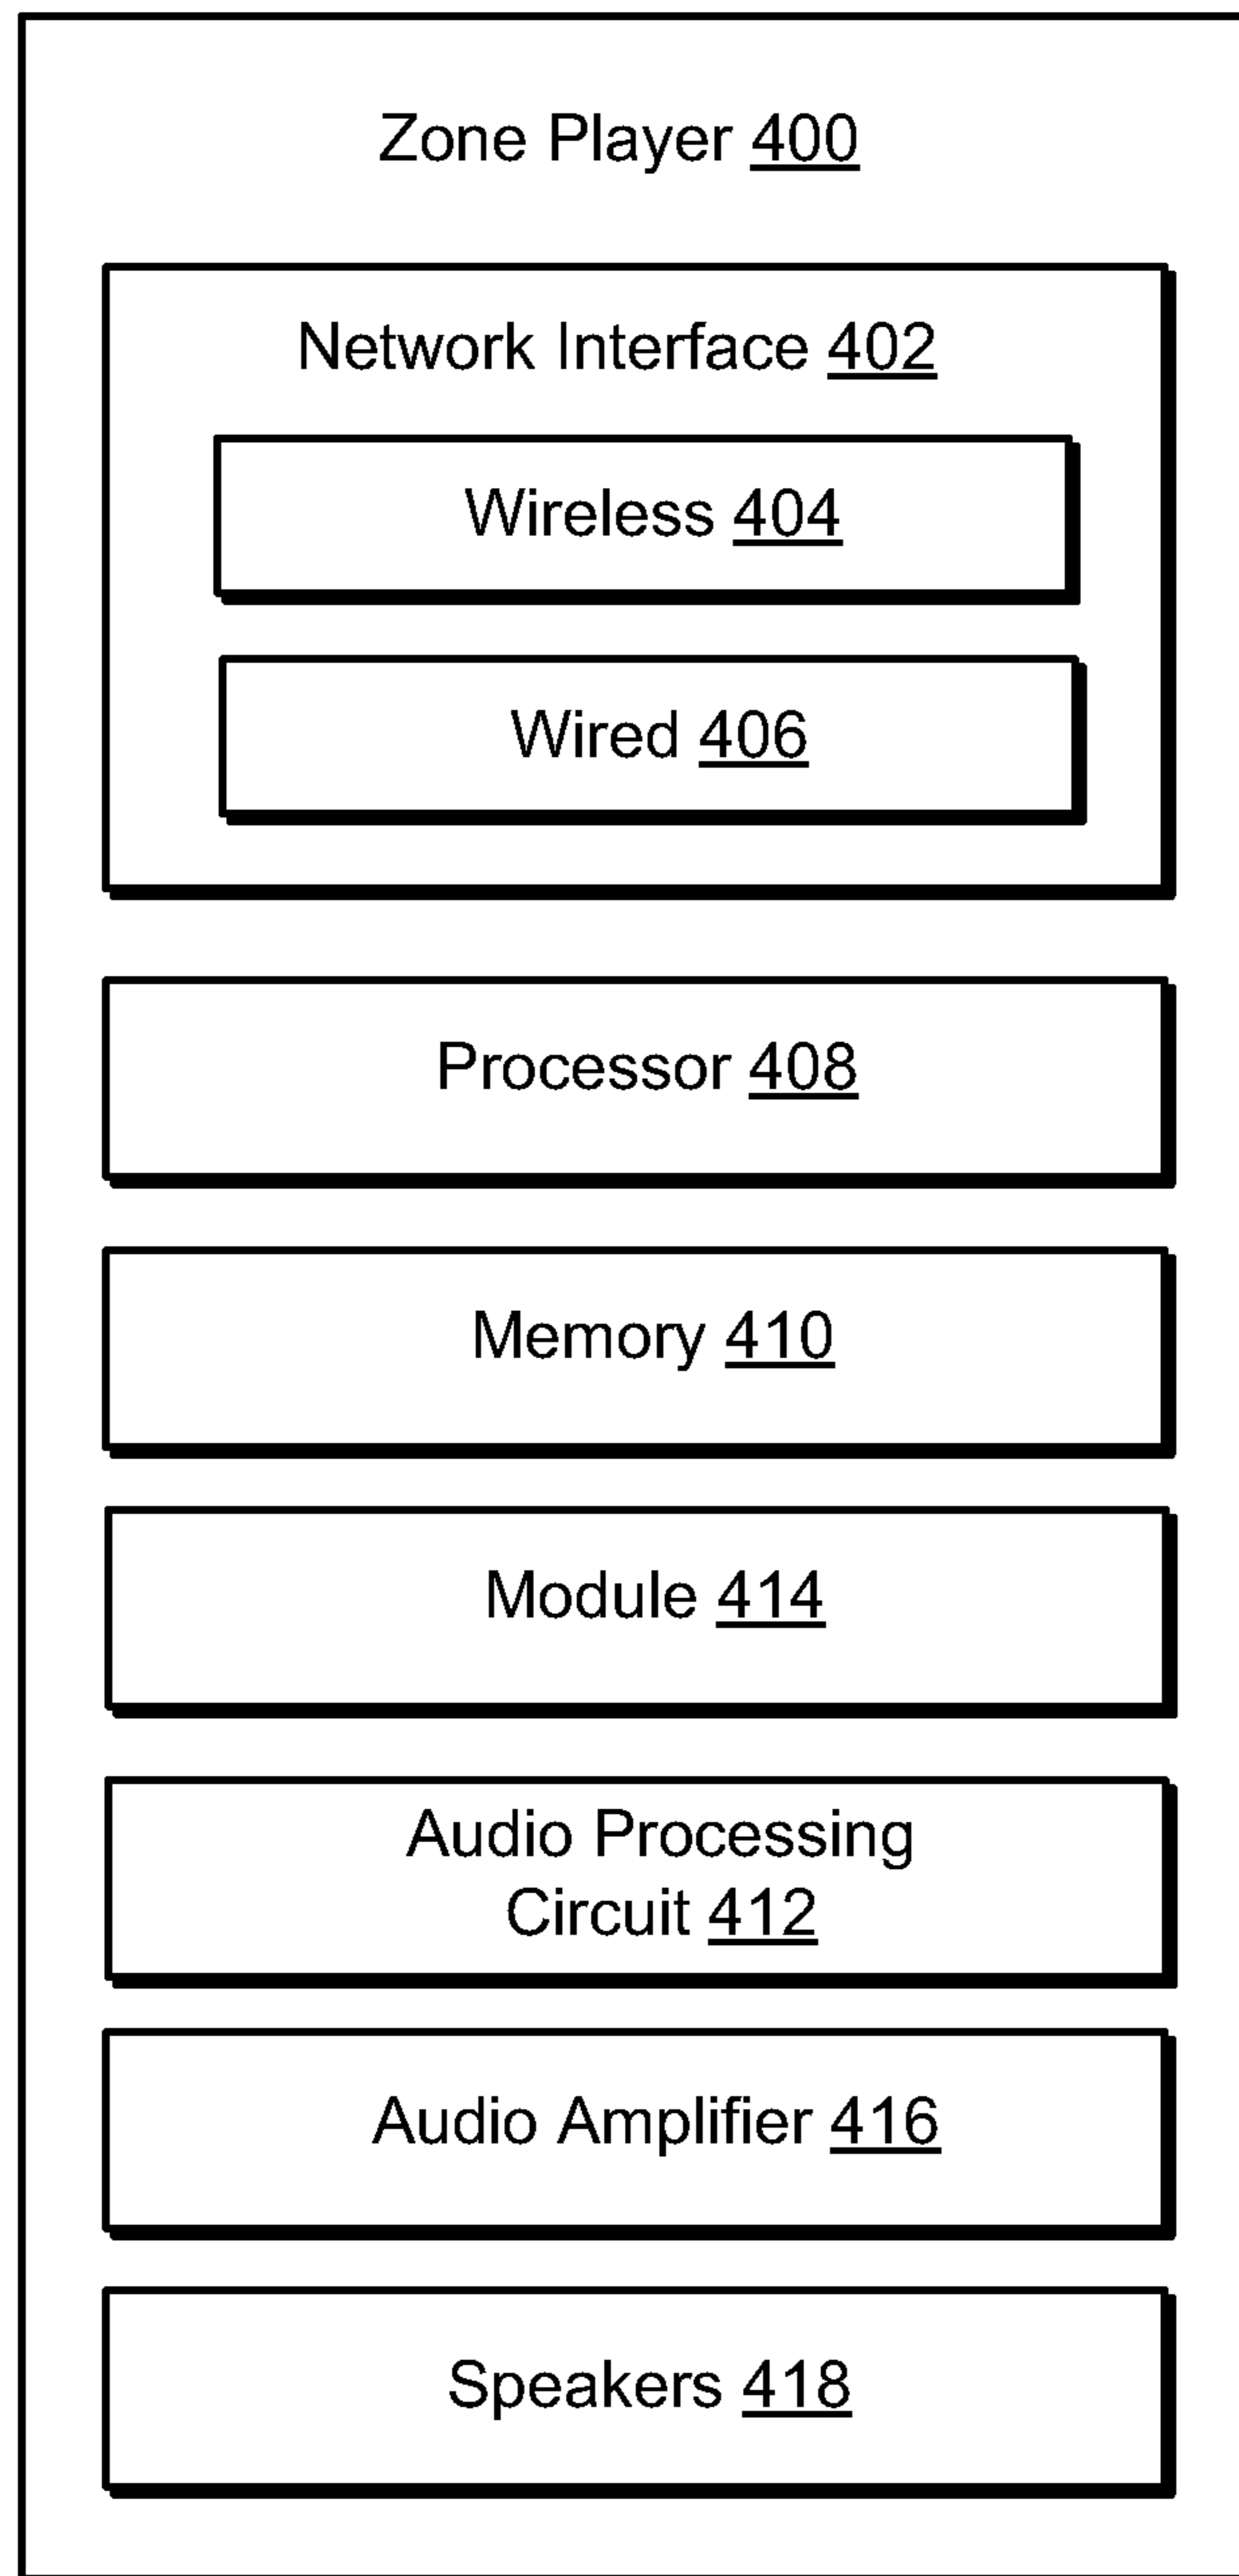 Zone Player 400
Network Interface 402
Wireless 404
Wired 406
Processor 408
Memory 410
Module 414
Audio Processing
Circuit 412
Audio Amplifier 416
Speakers 418